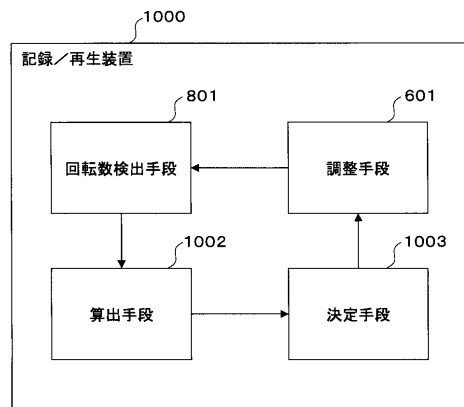 1000
記録／再生装置
801
601
回転数検出手段
調整手段
1002
1003
算出手段
決定手段